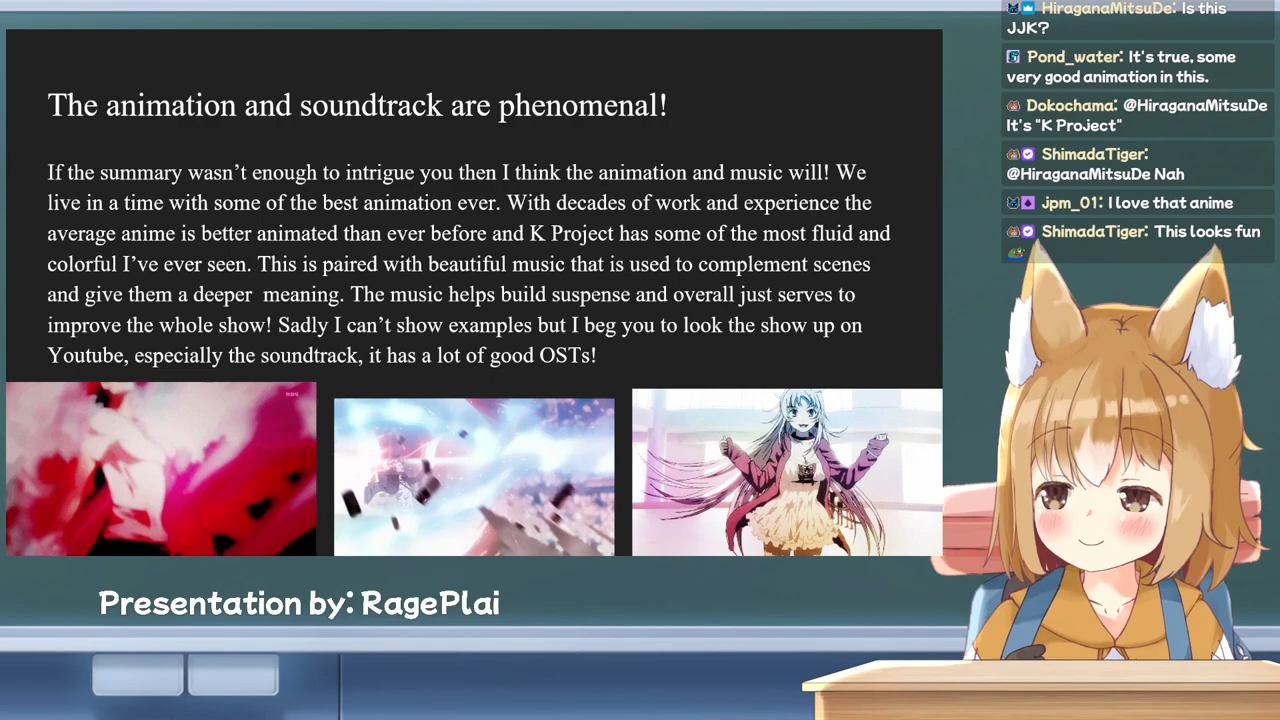 The animation and soundtrack are phenomenal!
If the summary wasn’t enough to intrigue you then I think the animation and music will! We
live in a time with some of the best animation ever. With decades of work and experience the
average anime is better animated than ever before and K Project has some of the most fluid and
colorful I’ve ever seen. This is paired with beautiful music that is used to complement scenes
and give them a deeper  meaning. The music helps build suspense and overall just serves to
improve the whole show! Sadly I can’t show examples but I beg you to look the show up on
Youtube, especially the soundtrack, it has a lot of good OSTs!
Presentation by: RagePlai
HiraganaMitsuDe: Is this
JJK?
Pond_water: It's true, some
very good animation in this.
Dokochama: @HiraganaMitsuDe
It's "K Project"
ShimadaTiger:
@HiraganaMitsuDe Nah
jpm_01: I love that anime
ShimadaTiger: This looks fun